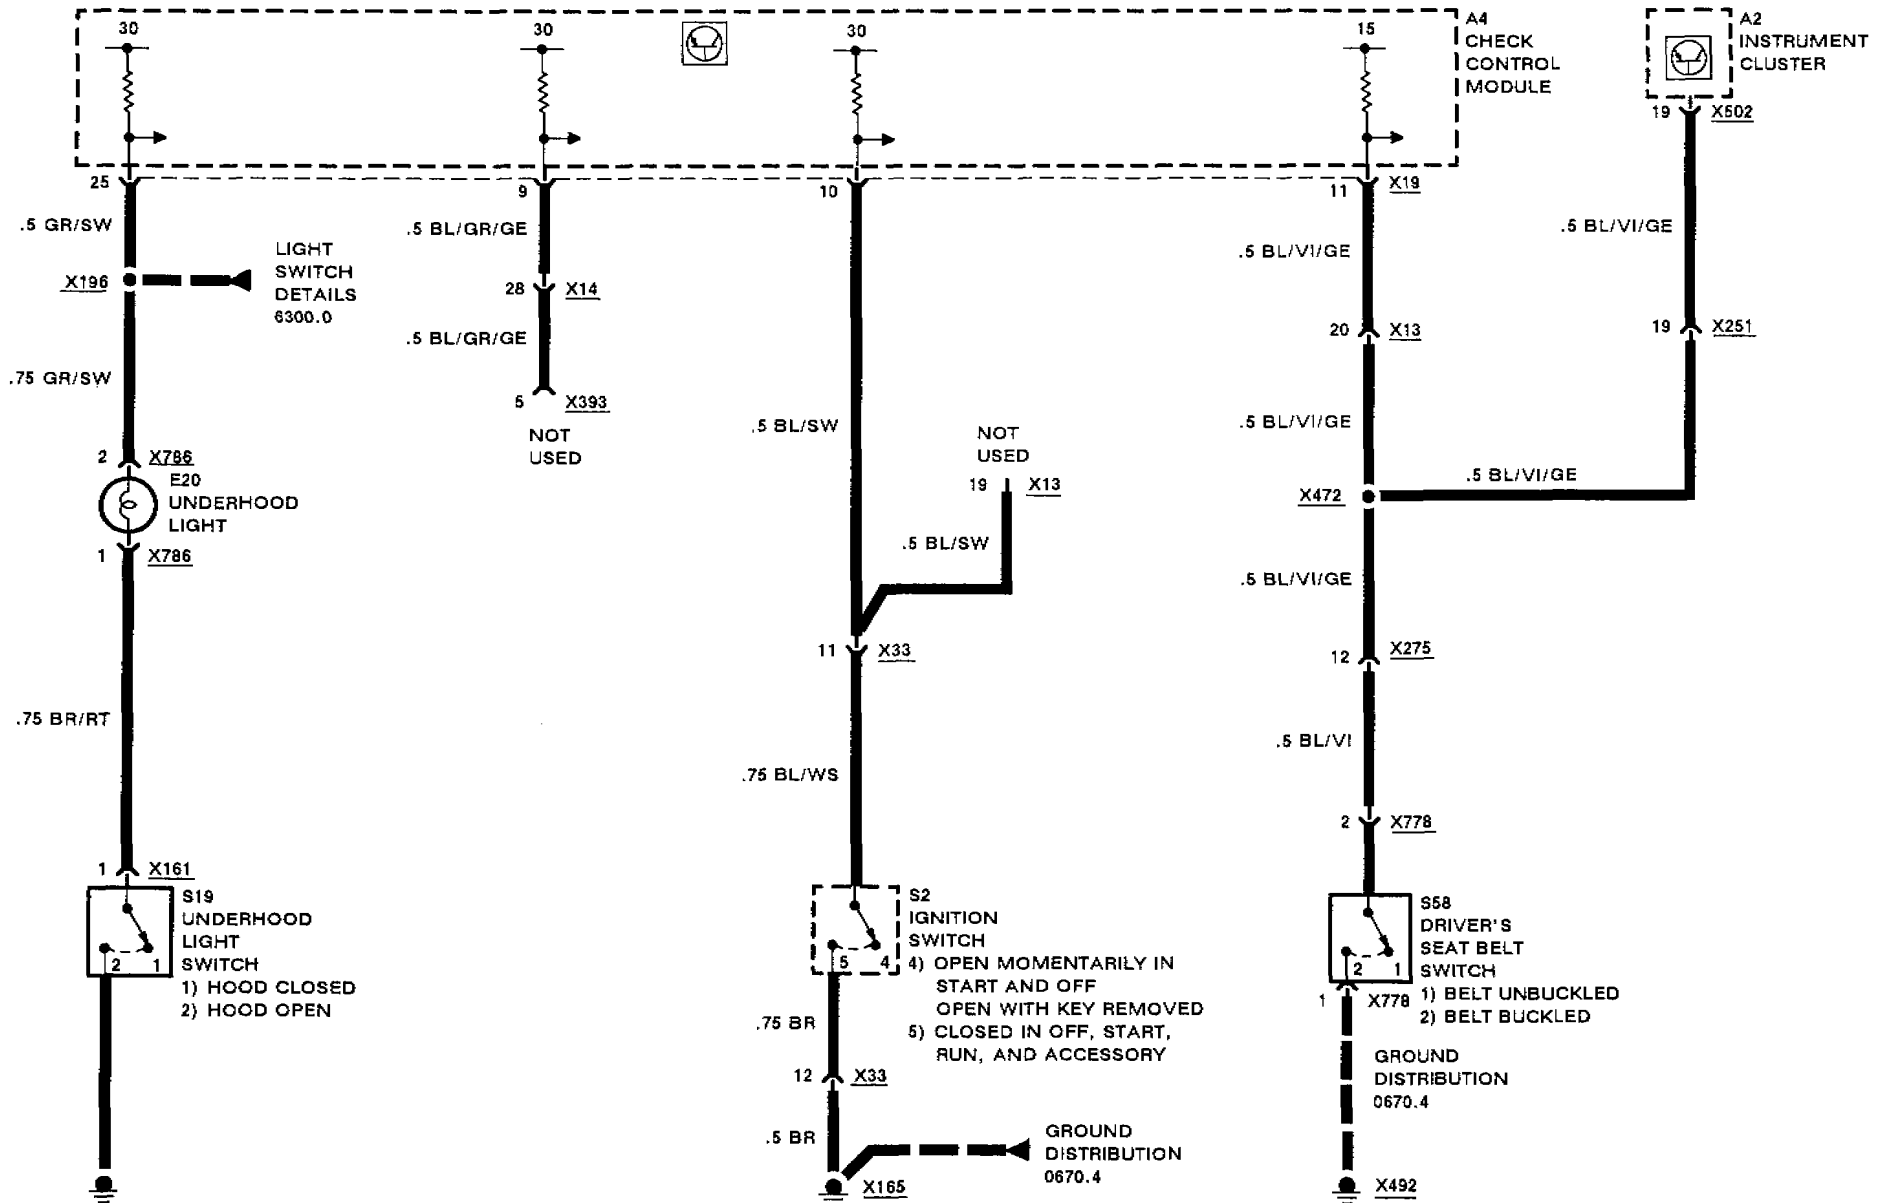 30
30
30
15
A4
CHECK
CONTROL
MODULE
A2
INSTRUMENT
CLUSTER
19 X502
25
9
10
11 X19
.5 GR/SW
.5 BL/GR/GE
.5 BL/VI/GE
.5 BL/VI/GE
LIGHT
SWITCH
DETAILS
6300.0
X196
28 X14
.5 BL/GR/GE
20 X13
19 X251
.75 GR/SW
5 X393
NOT
USED
.5 BL/SW
NOT
USED
19 X13
.5 BL/VI/GE
.5 BL/VI/GE
X472
2 X786
E20
UNDERHOOD
LIGHT
1 X786
.5 BL/SW
.5 BL/VI/GE
11 X33
12 X275
.75 BR/RT
.75 BL/WS
.5 BL/VI
2 X778
1 X161
S19
UNDERHOOD
LIGHT
SWITCH
1) HOOD CLOSED
2) HOOD OPEN
2 1
S2
IGNITION
SWITCH
4) OPEN MOMENTARILY IN
START AND OFF
OPEN WITH KEY REMOVED
5) CLOSED IN OFF, START,
RUN, AND ACCESSORY
5 4
S58
DRIVER'S
SEAT BELT
SWITCH
1) BELT UNBUCKLED
2) BELT BUCKLED
2 1
1 X778
.75 BR
12 X33
GROUND
DISTRIBUTION
0670.4
.5 BR
GROUND
DISTRIBUTION
0670.4
X165
X492